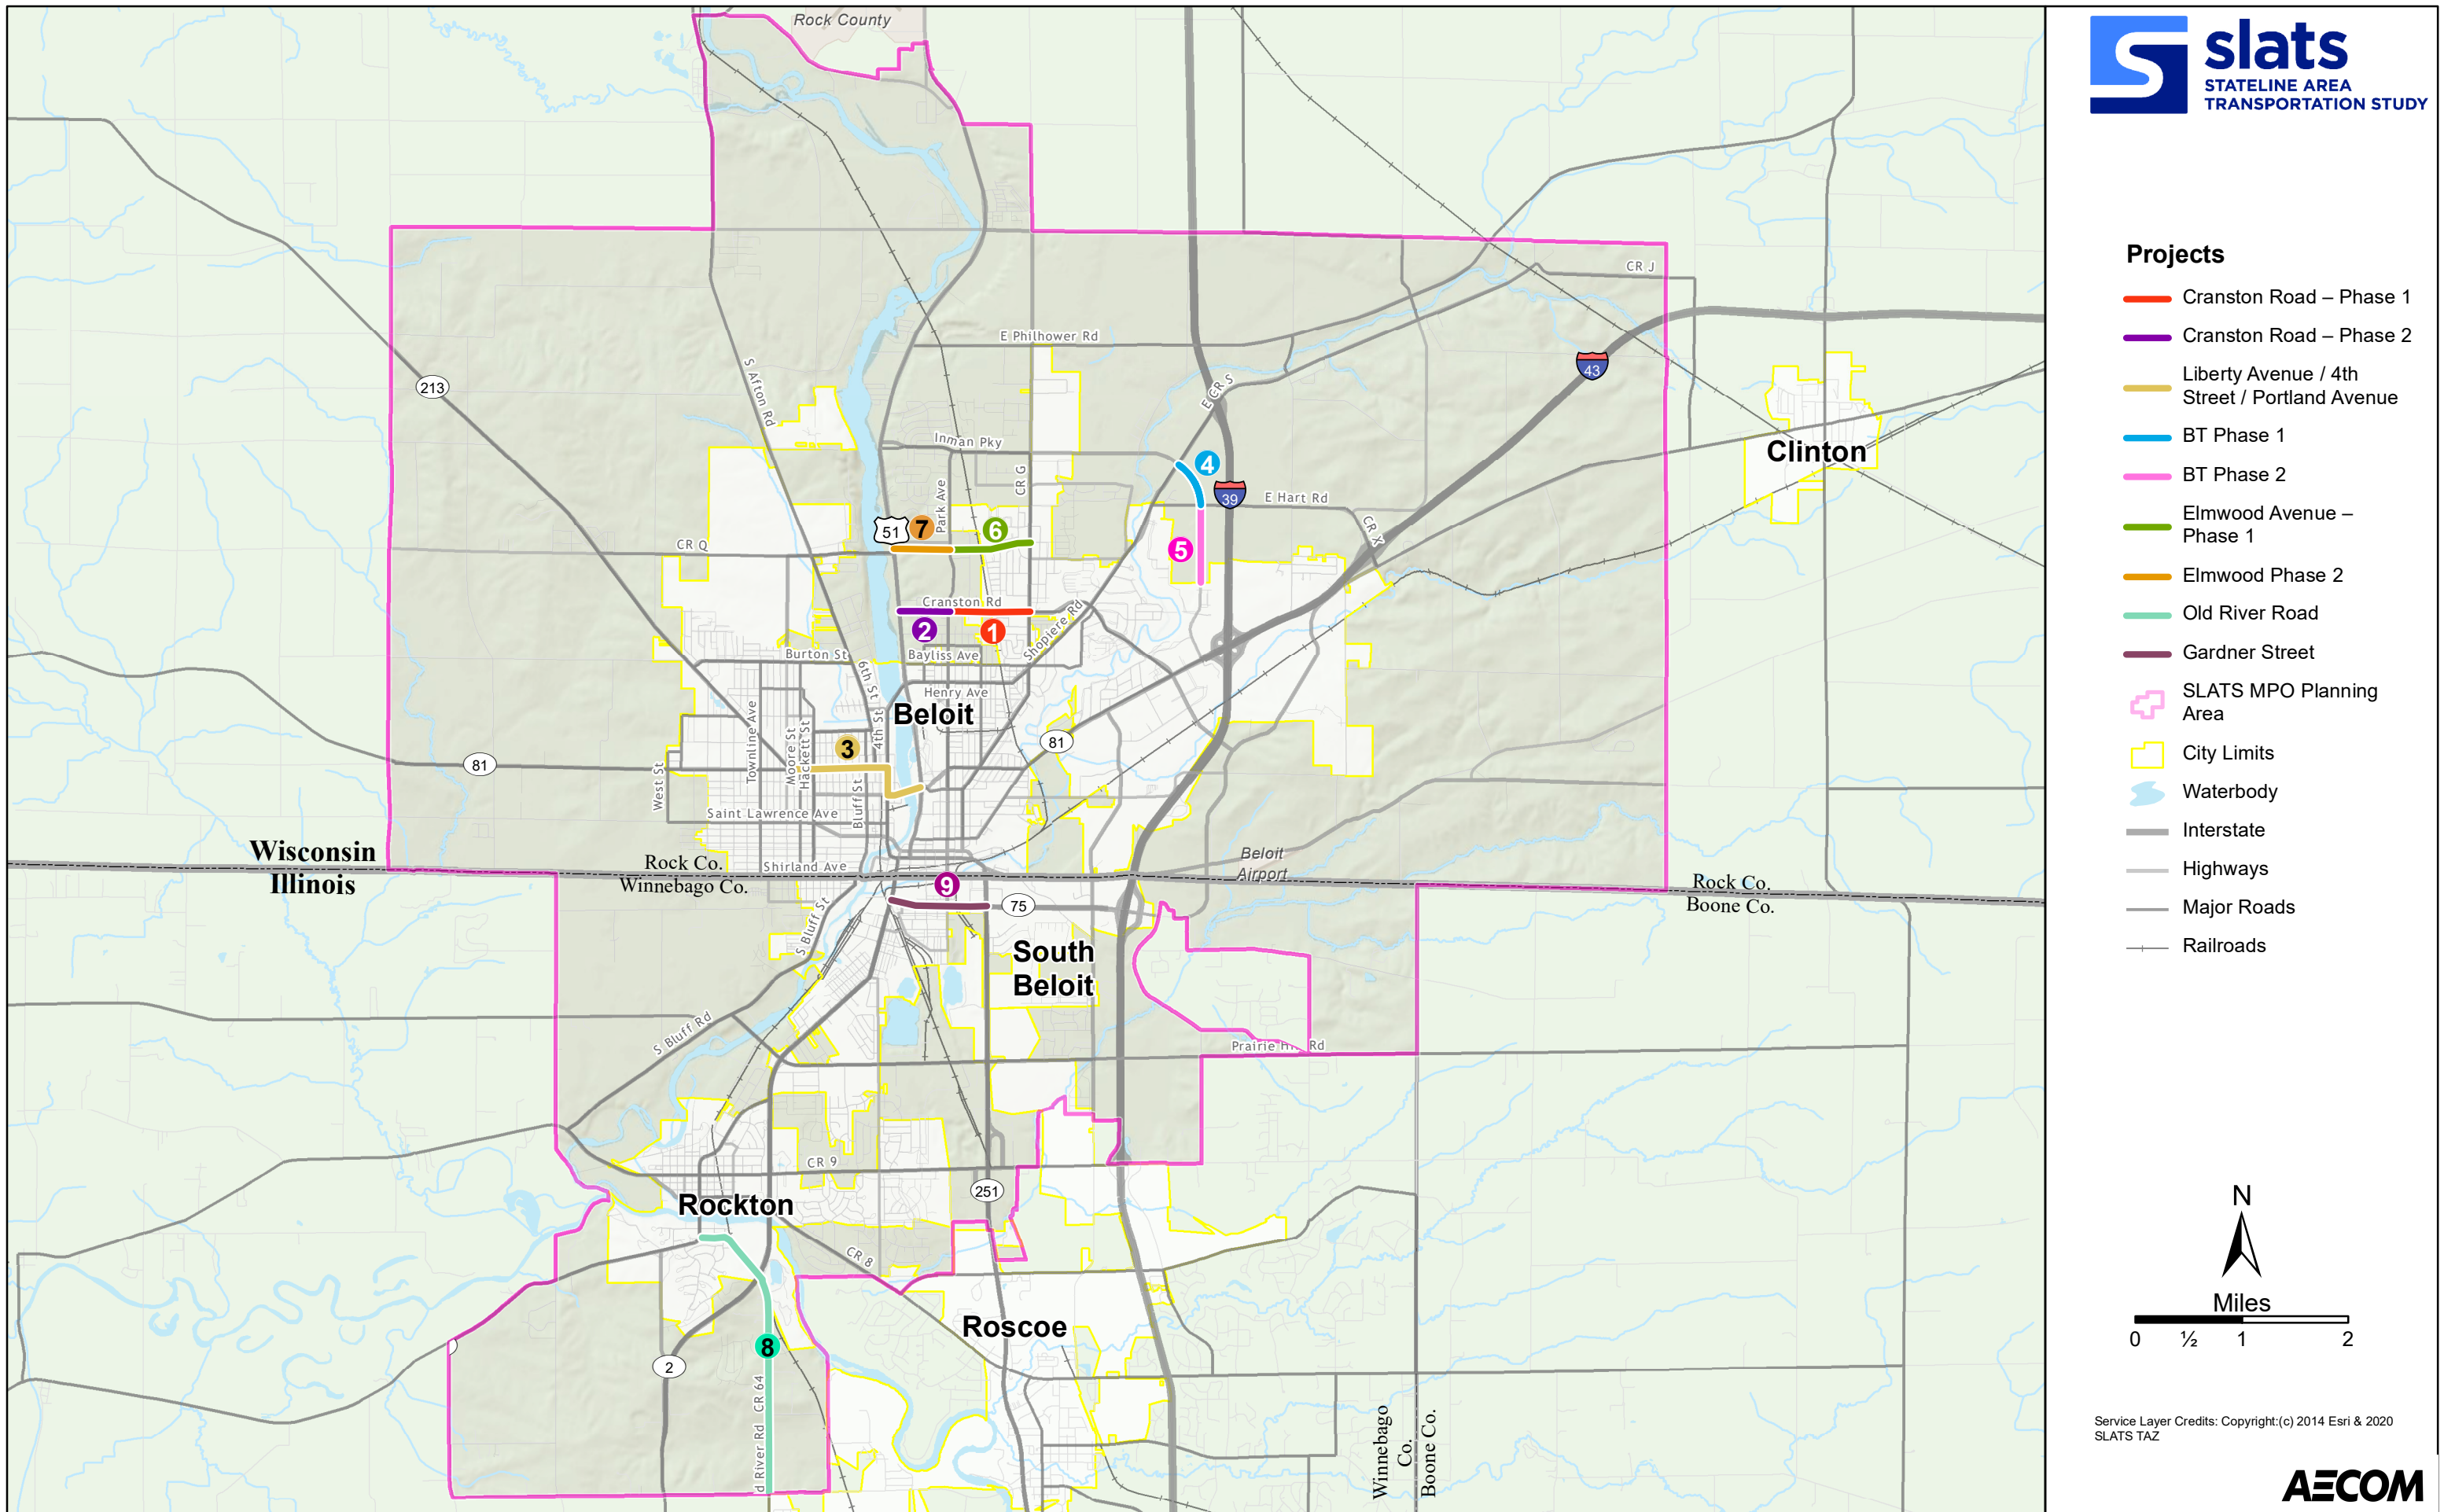 Rock County
slats
STATELINE AREA
TRANSPORTATION STUDY
Projects
Cranston Road – Phase 1
Cranston Road – Phase 2
Liberty Avenue / 4th
Street / Portland Avenue
BT Phase 1
BT Phase 2
Elmwood Avenue –
Phase 1
Elmwood Phase 2
Old River Road
Gardner Street
SLATS MPO Planning
Area
City Limits
Waterbody
Interstate
Highways
Major Roads
Railroads
N
Miles
0 ½ 1 2
Service Layer Credits: Copyright:(c) 2014 Esri & 2020
SLATS TAZ
AECOM
CR J
E Philhower Rd
43
213
S Afton Rd
E CR S
Inman Pky
Clinton
4
CR G
39
E Hart Rd
Park Ave
51
7
6
CR X
CR Q
5
Cranston Rd
2
1
Shopiere Rd
Burton St
Bayliss Ave
6th St
Henry Ave
Beloit
4th St
Townline Ave
Moore St
Hackett St
3
81
81
West St
Bluff St
Saint Lawrence Ave
Wisconsin
Illinois
Rock Co.
Winnebago Co.
Shirland Ave
Beloit
Airport
Rock Co.
Boone Co.
9
75
S Bluff St
South
Beloit
S Bluff Rd
Prairie Rd
CR 9
251
Rockton
CR 8
Roscoe
8
2
d River Rd CR 64
Winnebago
Co.
Boone Co.